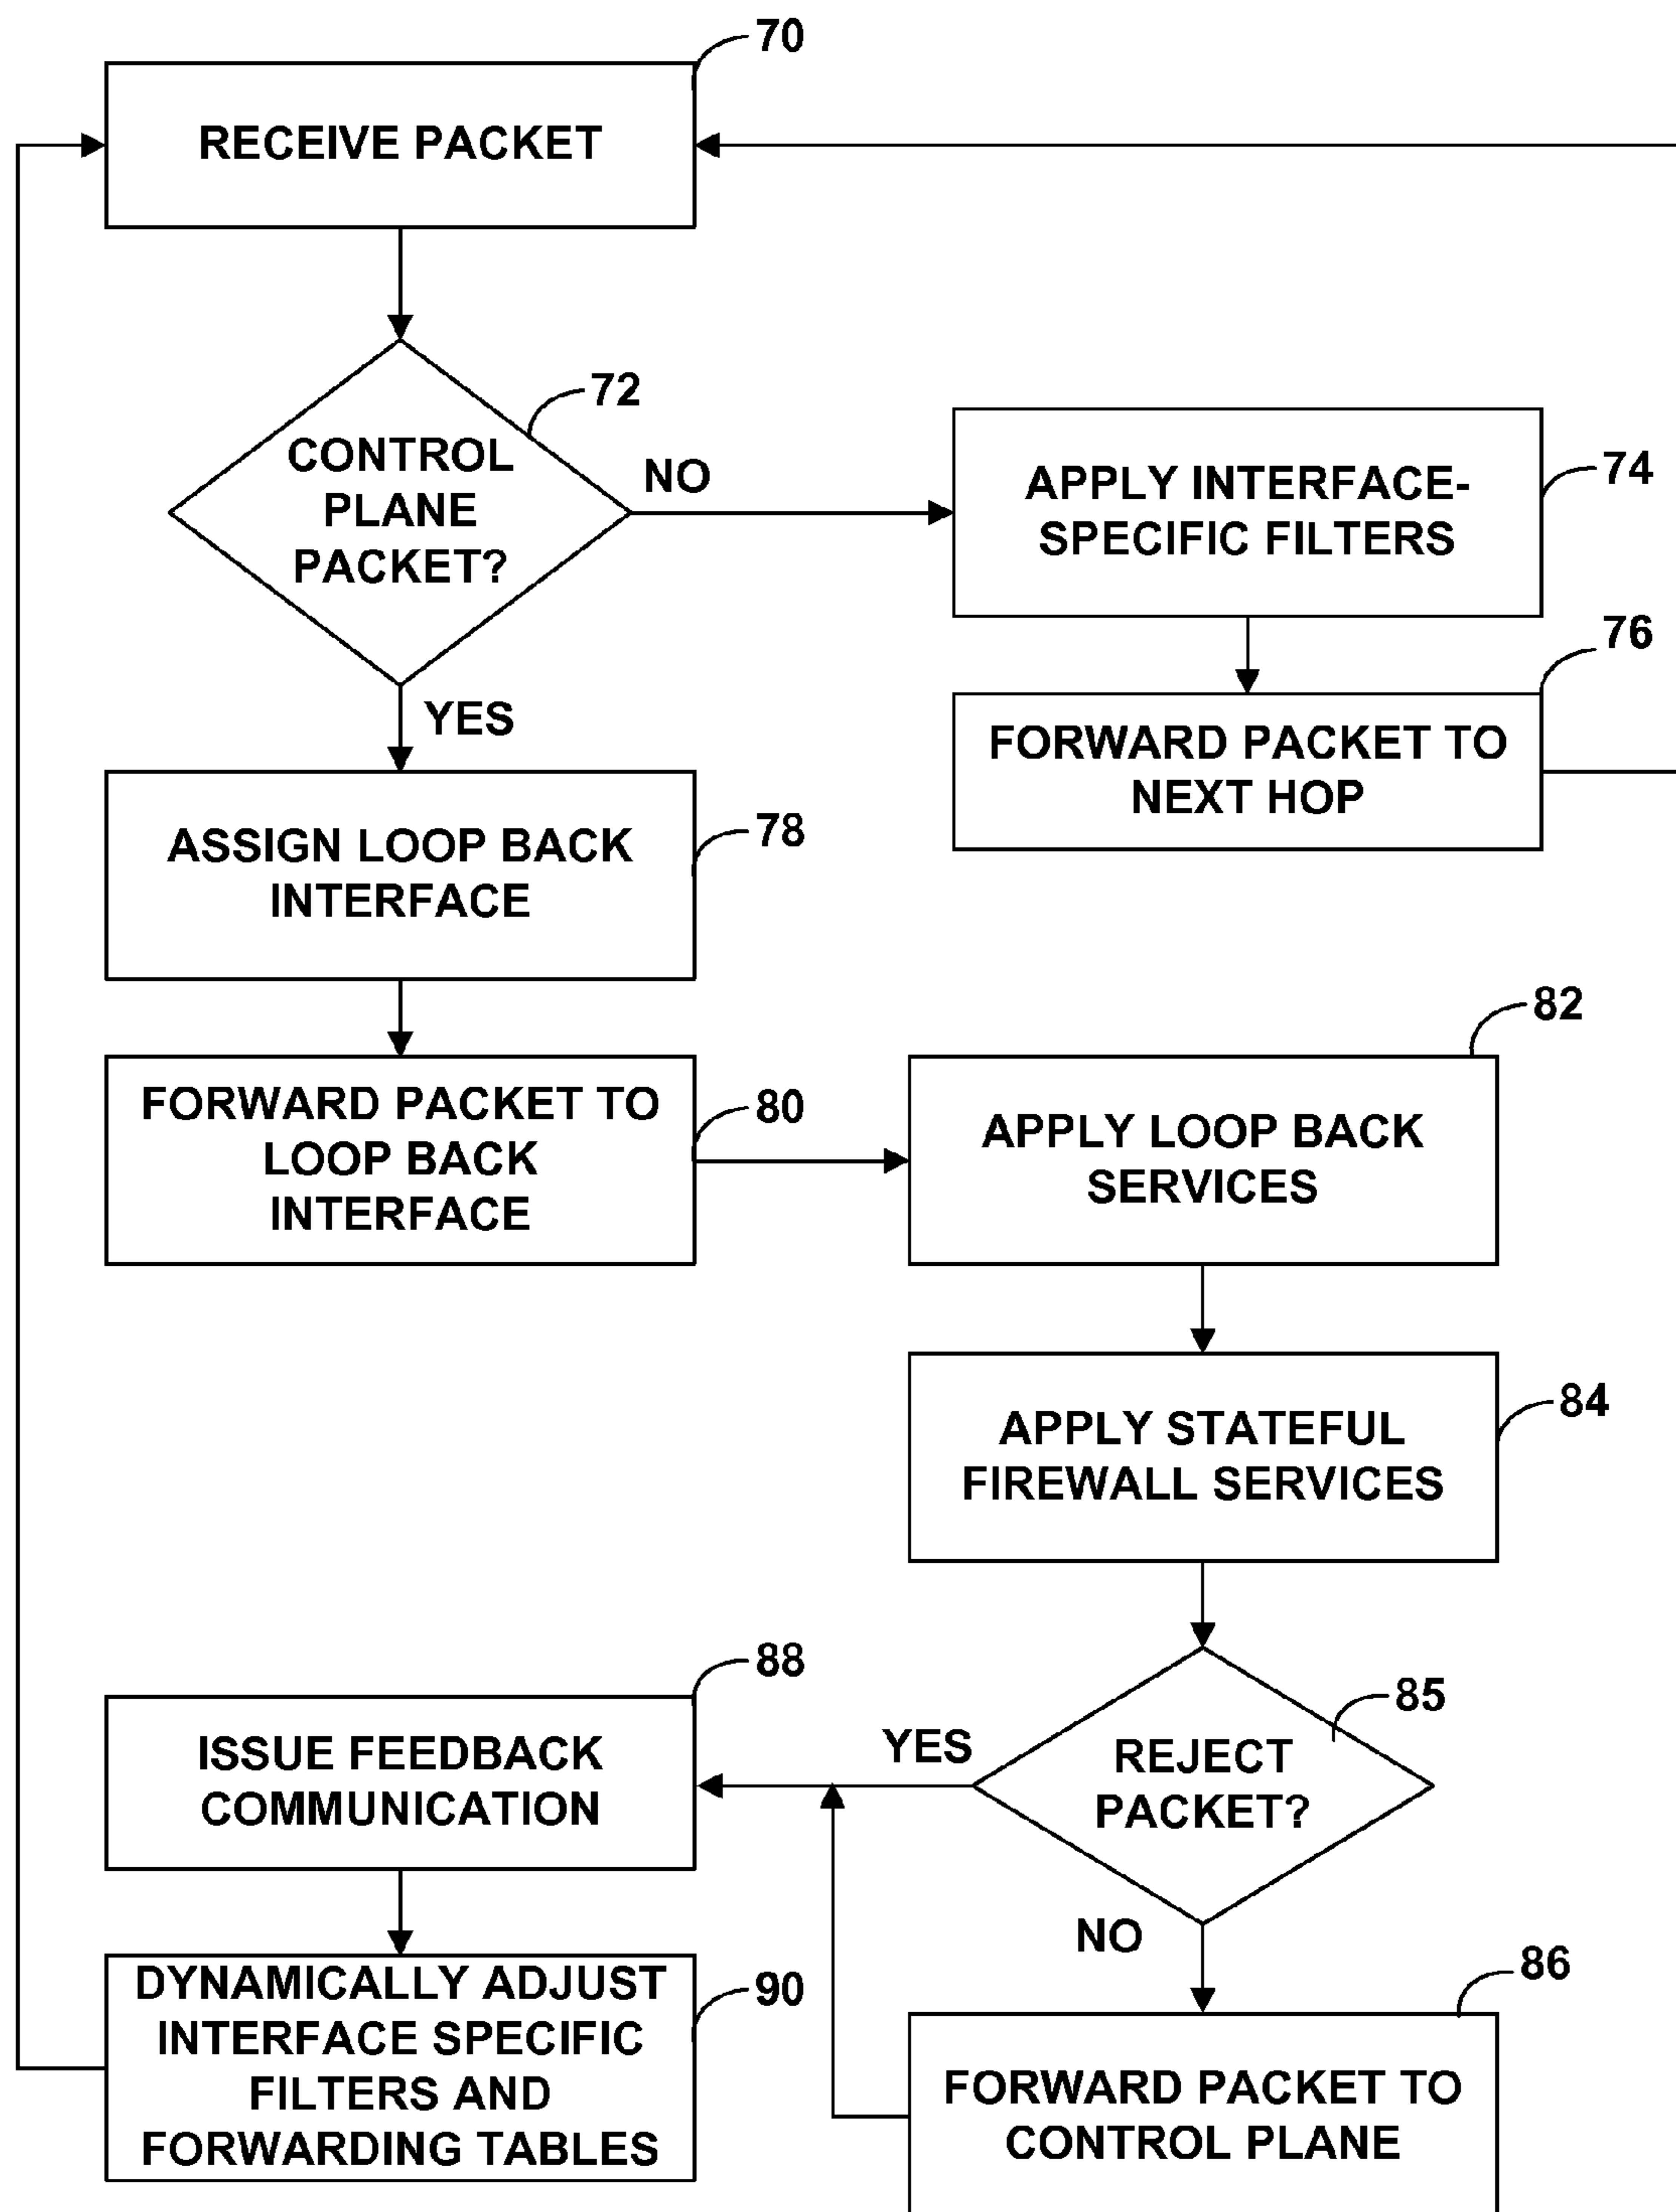 70
RECEIVE PACKET
72
CONTROL
PLANE
PACKET?
NO
74
APPLY INTERFACE-
SPECIFIC FILTERS
76
FORWARD PACKET TO
NEXT HOP
YES
78
ASSIGN LOOP BACK
INTERFACE
80
FORWARD PACKET TO
LOOP BACK
INTERFACE
82
APPLY LOOP BACK
SERVICES
84
APPLY STATEFUL
FIREWALL SERVICES
85
REJECT
PACKET?
YES
88
ISSUE FEEDBACK
COMMUNICATION
NO
86
FORWARD PACKET TO
CONTROL PLANE
90
DYNAMICALLY ADJUST
INTERFACE SPECIFIC
FILTERS AND
FORWARDING TABLES